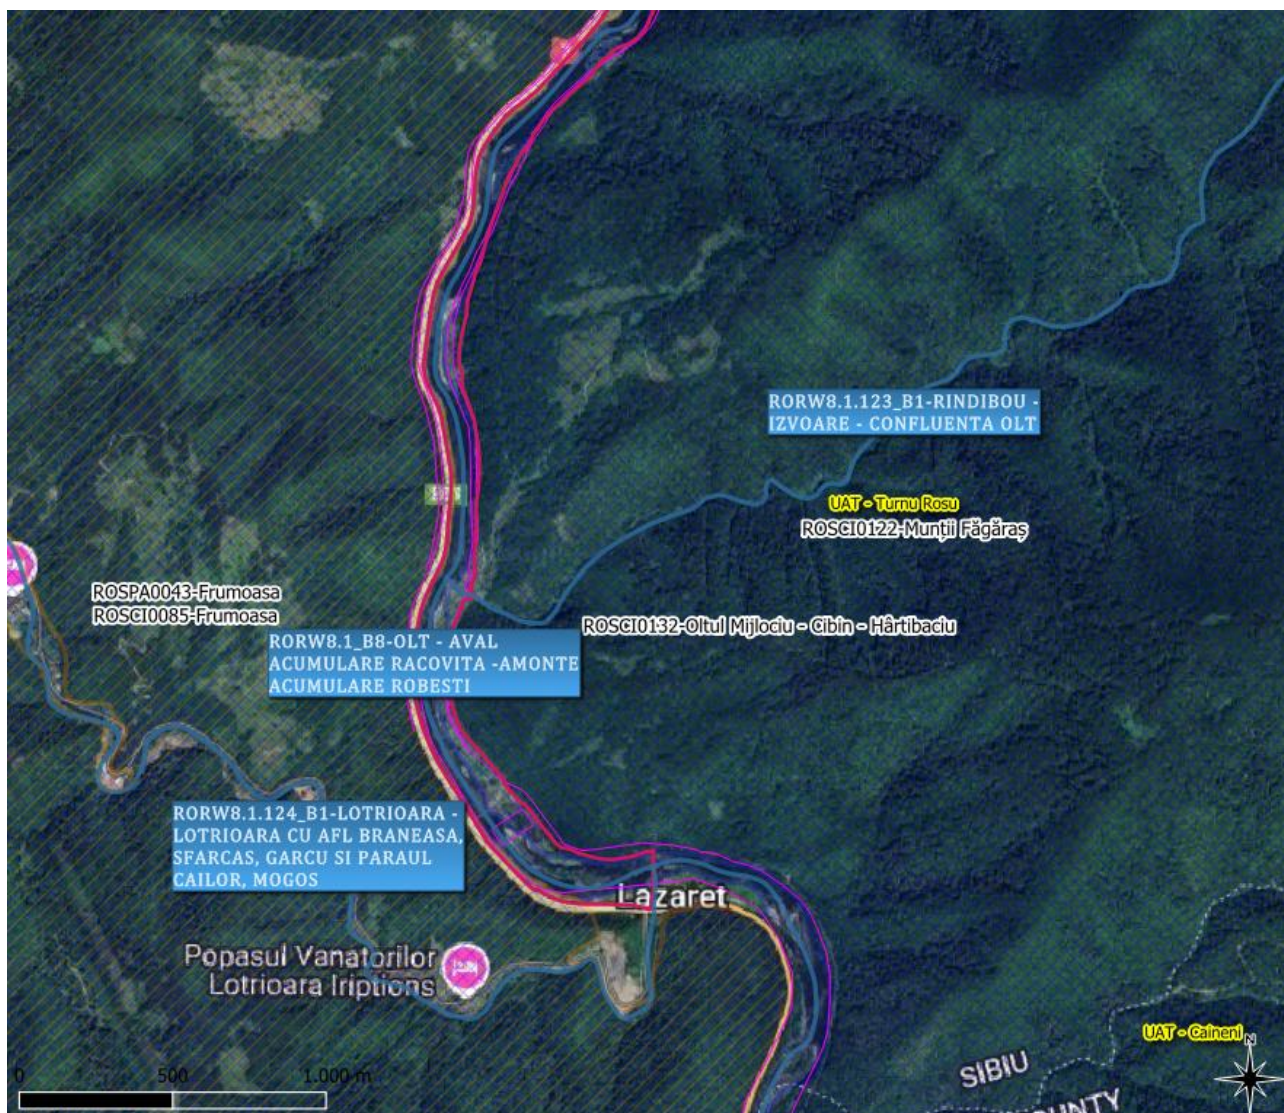 RORW8.1.123_B1-RINDIBOU -
IZVOARE - CONFLUENTA OLT
UAT - Turnu Rosu
ROSCI0122-Munții Făgăraș
ROSPA0043-Frumoasa
ROSCI0085-Frumoasa
ROSCI0132-Oltul Mijlociu - Cibin - Hârtibaciu
RORW8.1_B8-OLT - AVAL
ACUMULARE RACOVITA -AMONTE
ACUMULARE ROBESTI
RORW8.1.124_B1-LOTRIOARA -
LOTRIOARA CU AFL BRANEASA,
SFARCAS, GARCU SI PARAUL
CAILOR, MOGOS
Lazaret
Popasul Vanatorilor
Lotrioara Iriptions
UAT - Caineni
N
SIBIU
OUNTY
0 500 1.000 m